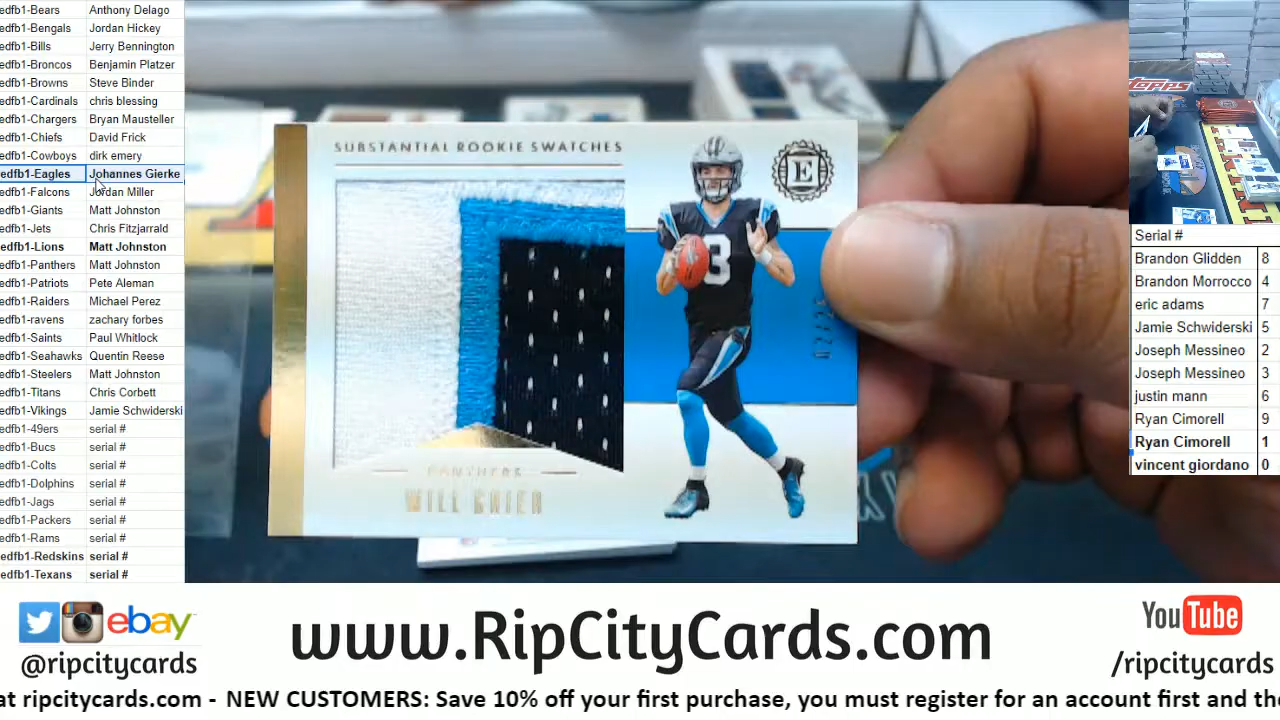 edfb1-Bears Anthony Delago
edfb1-Bengals Jordan Hickey
edfb1-Bills Jerry Bennington
edfb1-Broncos Benjamin Platzer
edfb1-Browns Steve Binder
edfb1-Cardinals chris blessing
edfb1-Chargers Bryan Mausteller
edfb1-Chiefs David Frick
edfb1-Cowboys dirk emery
edfb1-Eagles Johannes Gierke
edfb1-Falcons Jordan Miller
edfb1-Giants Matt Johnston
edfb1-Jets Chris Fitzjarrald
edfb1-Lions Matt Johnston
edfb1-Panthers Matt Johnston
edfb1-Patriots Pete Aleman
edfb1-Raiders Michael Perez
edfb1-ravens zachary forbes
edfb1-Saints Paul Whitlock
edfb1-Seahawks Quentin Reese
edfb1-Steelers Matt Johnston
edfb1-Titans Chris Corbett
edfb1-Vikings Jamie Schwiderski
edfb1-49ers serial #
edfb1-Bucs serial #
edfb1-Colts serial #
edfb1-Dolphins serial #
edfb1-Jags serial #
edfb1-Packers serial #
edfb1-Rams serial #
edfb1-Redskins serial #
edfb1-Texans serial #
SUBSTANTIAL ROOKIE SWATCHES
E
3
PANTHERS
WILL GRIER
topps
Serial #
Brandon Glidden 8
Brandon Morrocco 4
eric adams 7
Jamie Schwiderski 5
Joseph Messineo 2
Joseph Messineo 3
justin mann 6
Ryan Cimorell 9
Ryan Cimorell 1
vincent giordano 0
ebay
@ripcitycards
www.RipCityCards.com
YouTube
/ripcitycards
at ripcitycards.com - NEW CUSTOMERS: Save 10% off your first purchase, you must register for an account first and the